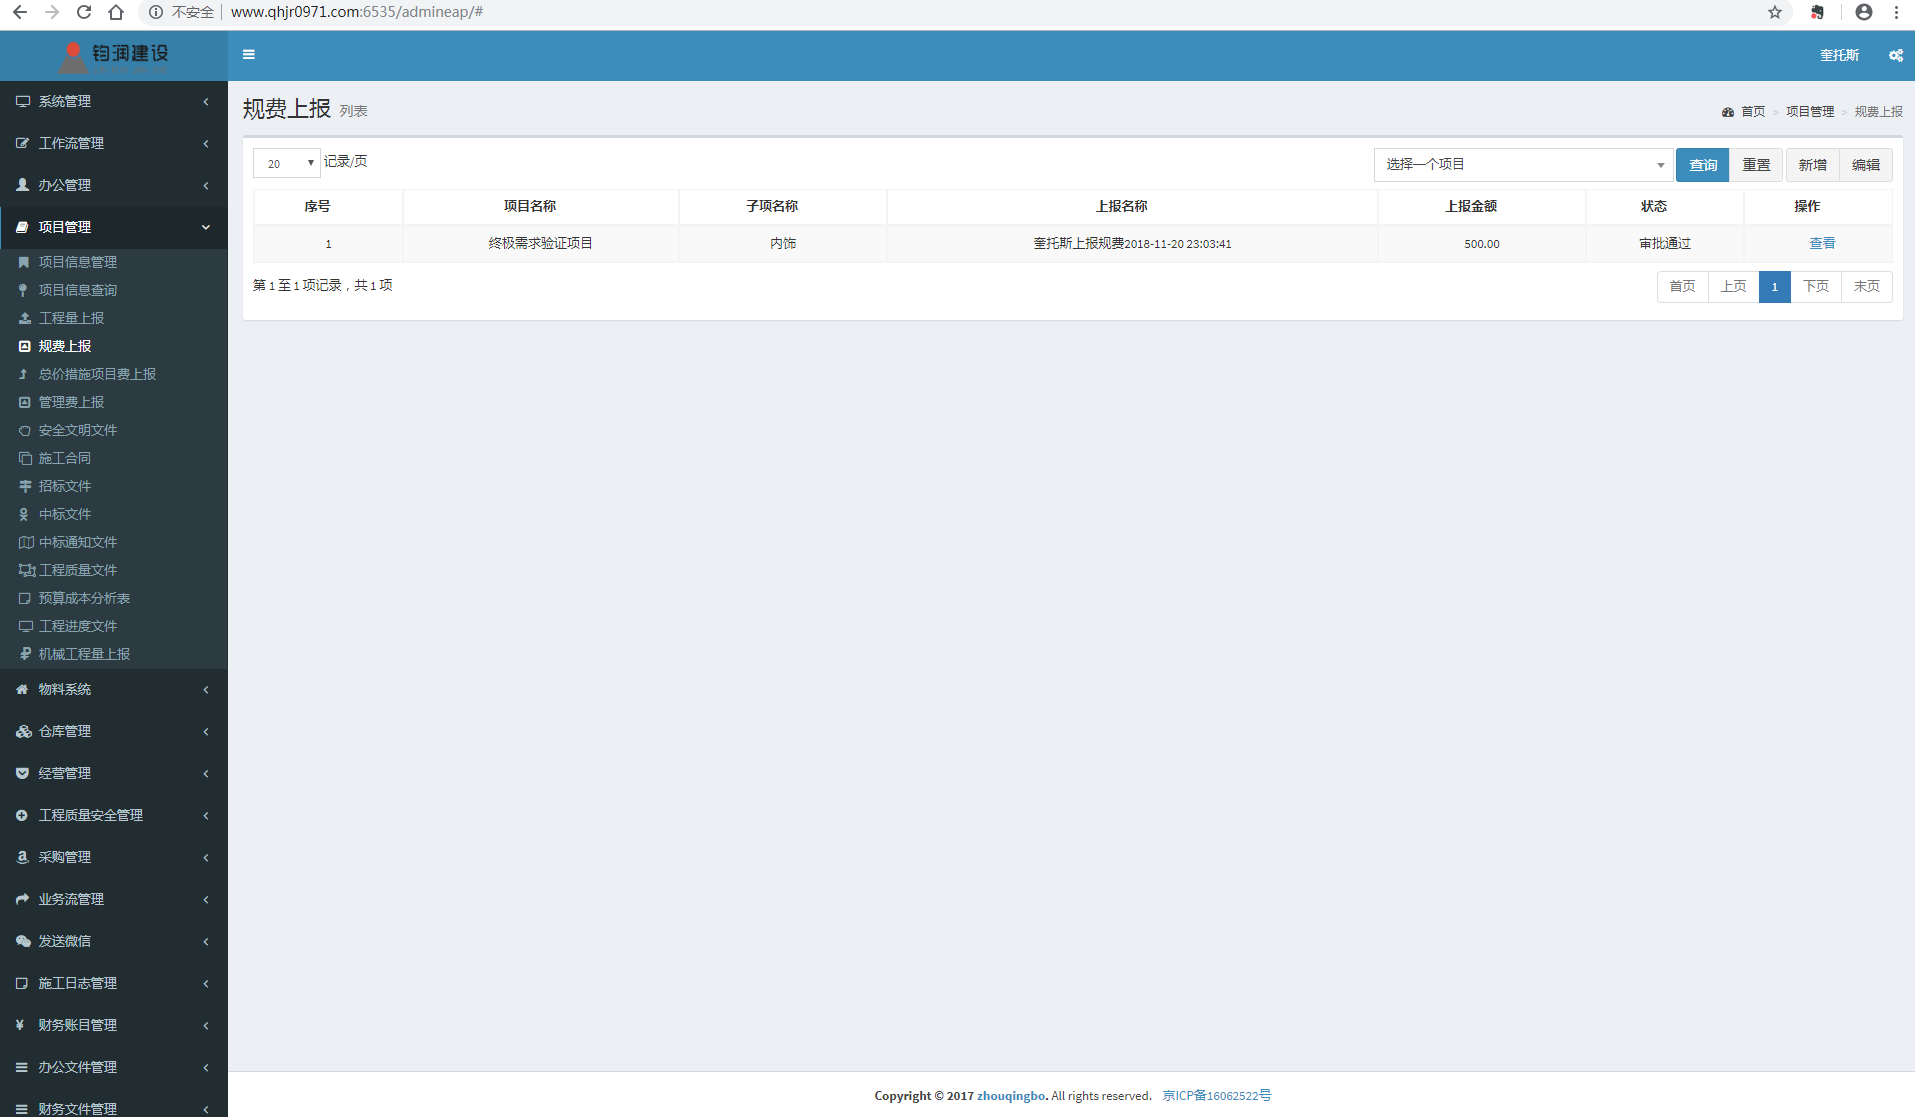 不安全 www.qhjr0971.com:6535/admineap/#
钧润建设
奎托斯
系统管理
工作流管理
办公管理
项目管理
项目信息管理
项目信息查询
工程量上报
规费上报
总价措施项目费上报
管理费上报
安全文明文件
施工合同
招标文件
中标文件
中标通知文件
工程质量文件
预算成本分析表
工程进度文件
机械工程量上报
物料系统
仓库管理
经营管理
工程质量安全管理
采购管理
业务流管理
发送微信
施工日志管理
财务账目管理
办公文件管理
财务文件管理
规费上报 列表
首页 > 项目管理 > 规费上报
20 记录/页
选择一个项目 查询 重置 新增 编辑
序号 项目名称 子项名称 上报名称 上报金额 状态 操作
1 终极需求验证项目 内饰 奎托斯上报规费2018-11-20 23:03:41 500.00 审批通过 查看
第 1 至 1 项记录，共 1 项
首页 上页 1 下页 末页
Copyright © 2017 zhouqingbo. All rights reserved. 京ICP备16062522号